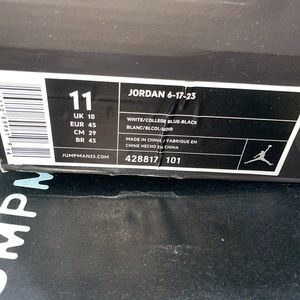 JORDAN 6-17-23
11
UK 10
EUR 45
CM 29
BR 43
WHITE/COLLEGE BLUE-BLACK
BLANC/BLCOL-NOIR
MADE IN CHINA / FABRIQUE EN
CHINE HECHO EN CHINA
JUMPMAN23.COM
428817 101
UMPN